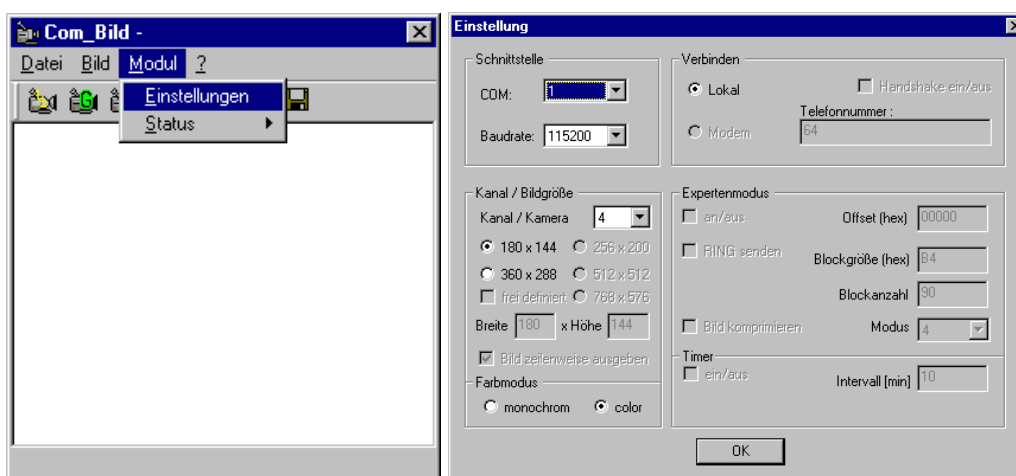 Com_Bild -
Datei Bild Modul ?
Einstellungen
Status
Einstellung
Schnittstelle
COM: 1
Baudrate: 115200
Verbinden
Lokal
Handshake ein/aus
Telefonnummer :
Modem
64
Kanal / Bildgröße
Kanal / Kamera 4
180 x 144 256 x 200
360 x 288 512 x 512
frei definiert 768 x 576
Breite 180 x Höhe 144
Bild zeilenweise ausgeben
Farbmodus
monochrom color
Expertenmodus
an/aus Offset (hex) 00000
RING senden
Blockgröße (hex) B4
Blockanzahl 90
Bild komprimieren Modus 4
Timer
ein/aus Intervall [min] 10
OK